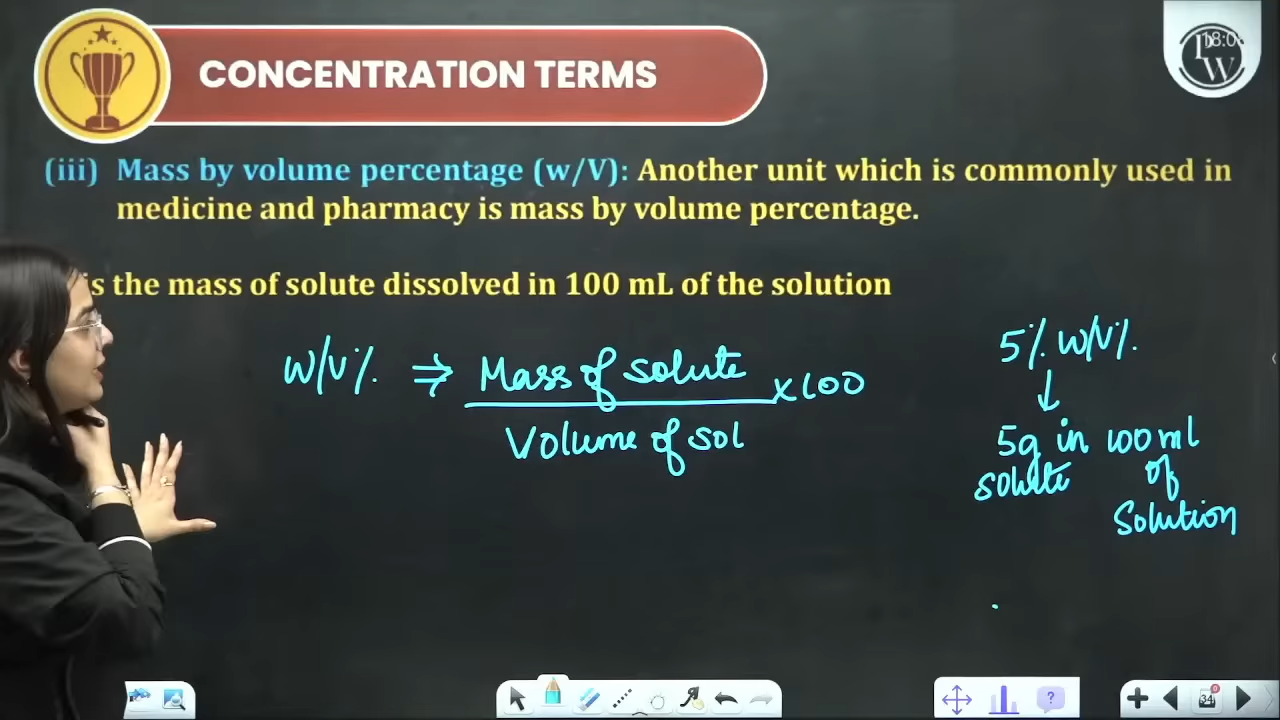 CONCENTRATION TERMS
(iii) Mass by volume percentage (w/V): Another unit which is commonly used in
medicine and pharmacy is mass by volume percentage.
is the mass of solute dissolved in 100 mL of the solution
W/V% ⇒ Mass of solute
x100
Volume of sol
5% W/V%
↓
5g in 100ml
solute of
Solution
34